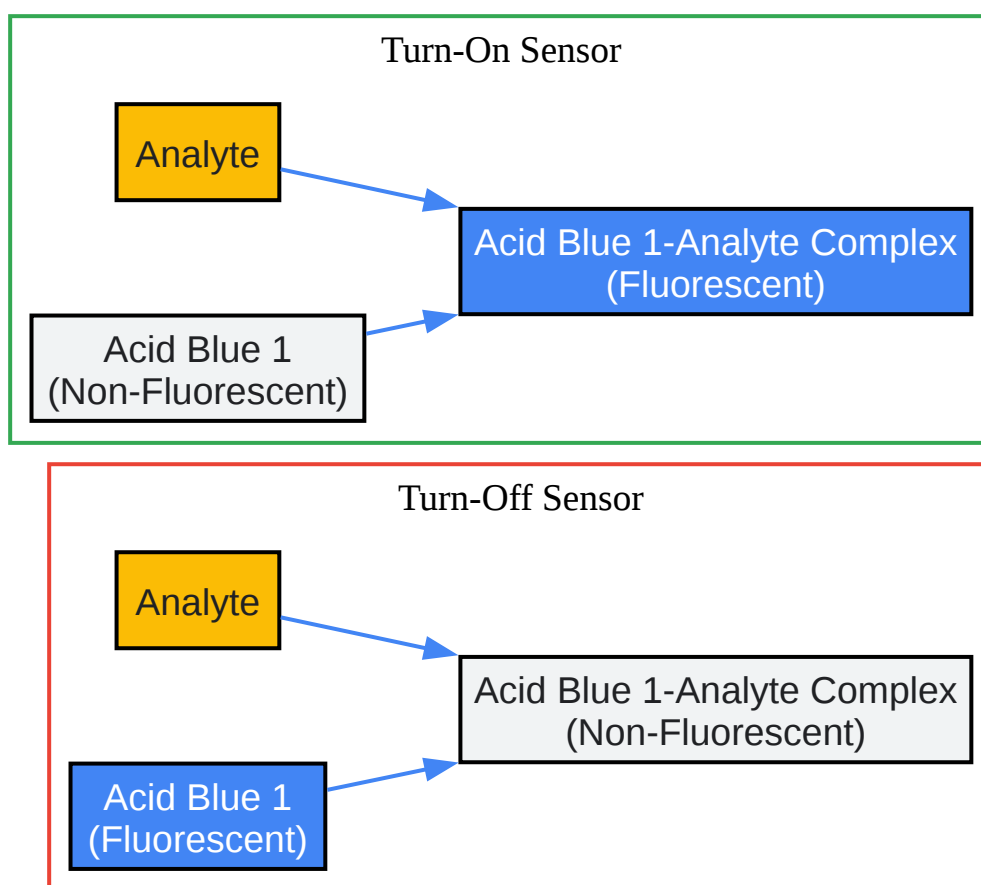 Turn-On Sensor
Analyte
Acid Blue 1-Analyte Complex
(Fluorescent)
Acid Blue 1
(Non-Fluorescent)
Turn-Off Sensor
Analyte
Acid Blue 1-Analyte Complex
(Non-Fluorescent)
Acid Blue 1
(Fluorescent)